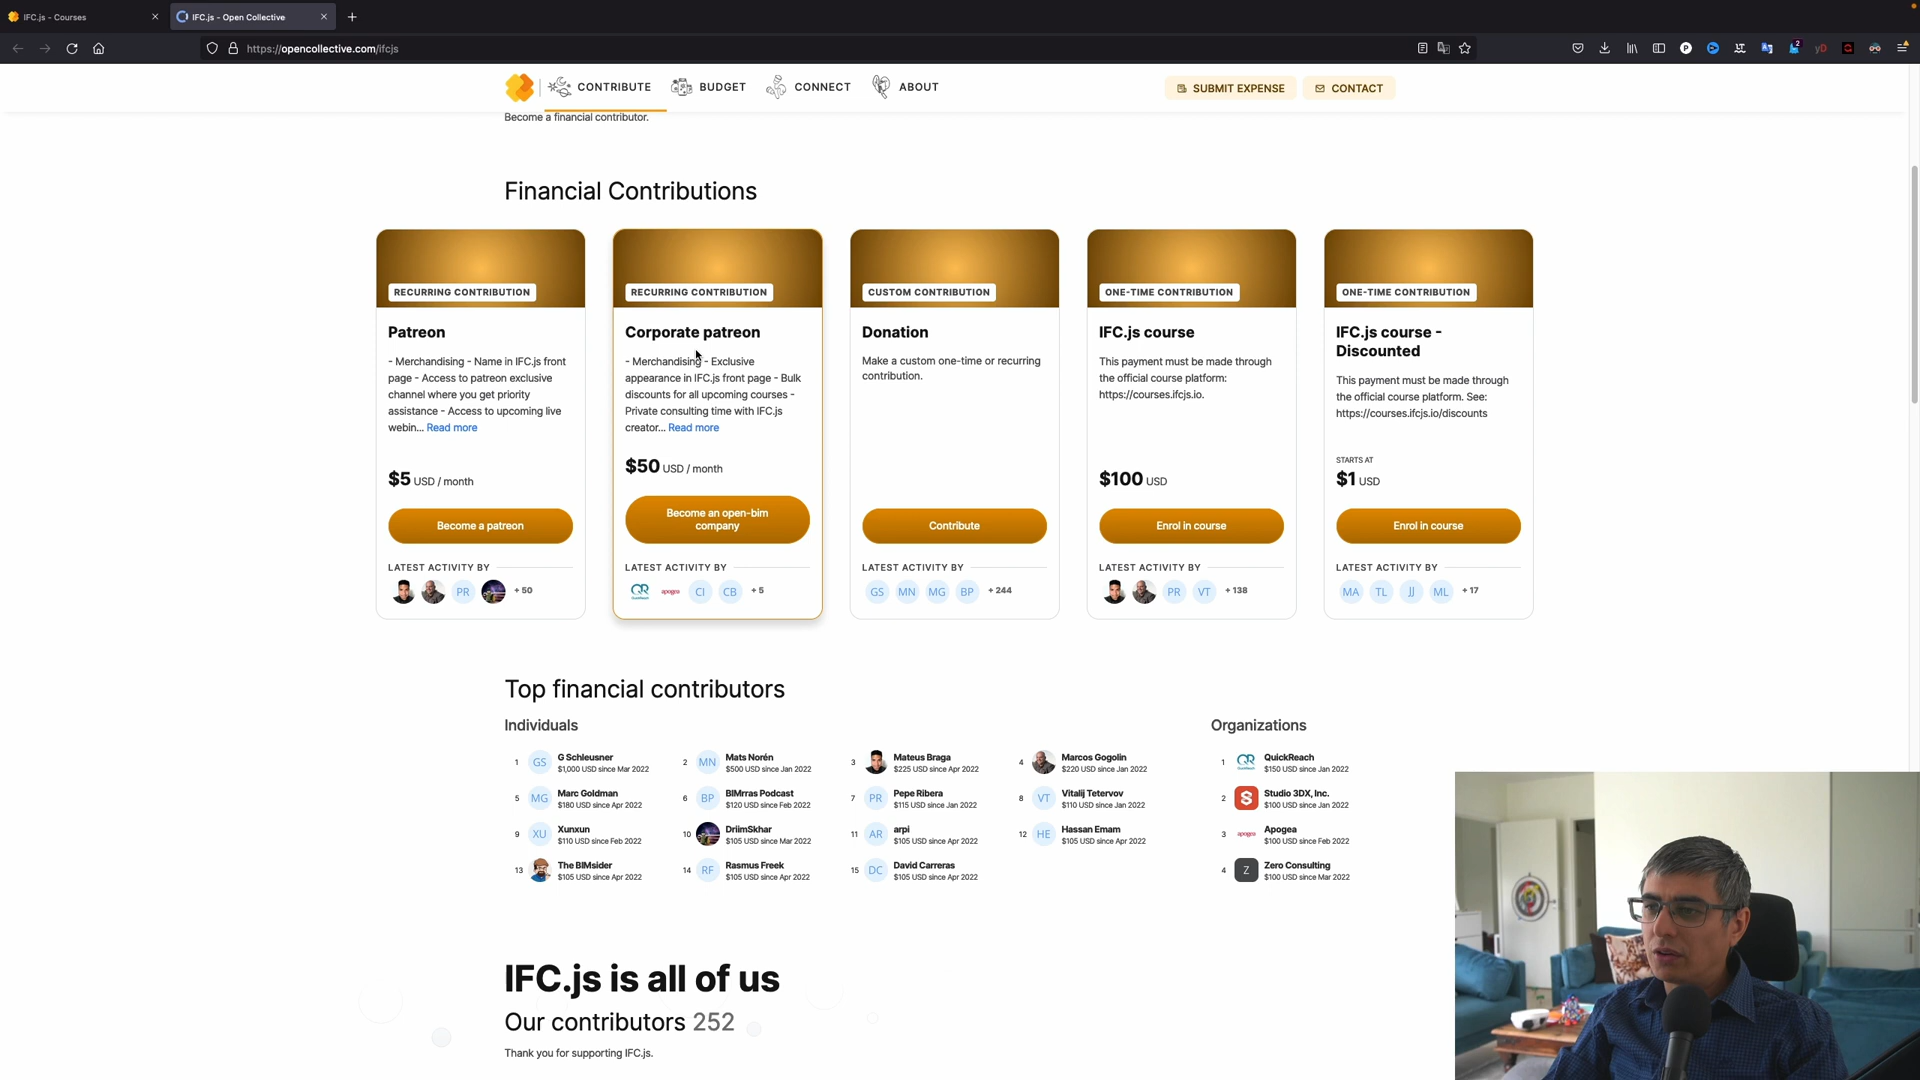 IFC.js - Courses
IFC.js - Open Collective
https://opencollective.com/ifcjs
CONTRIBUTE
BUDGET
CONNECT
ABOUT
SUBMIT EXPENSE
CONTACT
Become a financial contributor.
Financial Contributions
RECURRING CONTRIBUTION
Patreon
- Merchandising - Name in IFC.js front
page - Access to patreon exclusive
channel where you get priority
assistance - Access to upcoming live
webin... Read more
$5 USD / month
Become a patreon
LATEST ACTIVITY BY
PR
+ 50
RECURRING CONTRIBUTION
Corporate patreon
- Merchandising - Exclusive
appearance in IFC.js front page - Bulk
discounts for all upcoming courses -
Private consulting time with IFC.js
creator... Read more
$50 USD / month
Become an open-bim
company
LATEST ACTIVITY BY
QR
apogea
CI
CB
+ 5
CUSTOM CONTRIBUTION
Donation
Make a custom one-time or recurring
contribution.
Contribute
LATEST ACTIVITY BY
GS
MN
MG
BP
+ 244
ONE-TIME CONTRIBUTION
IFC.js course
This payment must be made through
the official course platform:
https://courses.ifcjs.io.
$100 USD
Enrol in course
LATEST ACTIVITY BY
PR
VT
+ 138
ONE-TIME CONTRIBUTION
IFC.js course -
Discounted
This payment must be made through
the official course platform. See:
https://courses.ifcjs.io/discounts
STARTS AT
$1 USD
Enrol in course
LATEST ACTIVITY BY
MA
TL
JJ
ML
+ 17
Top financial contributors
Individuals
1 GS G Schleusner
$1,000 USD since Mar 2022
2 MN Mats Norén
$500 USD since Jan 2022
3 Mateus Braga
$225 USD since Apr 2022
4 Marcos Gogolin
$220 USD since Jan 2022
5 MG Marc Goldman
$180 USD since Apr 2022
6 BP BIMrras Podcast
$120 USD since Feb 2022
7 PR Pepe Ribera
$115 USD since Jan 2022
8 VT Vitalij Tetervov
$110 USD since Jan 2022
9 XU Xunxun
$110 USD since Feb 2022
10 DriimSkhar
$105 USD since Mar 2022
11 AR arpi
$105 USD since Apr 2022
12 HE Hassan Emam
$105 USD since Apr 2022
13 The BIMsider
$105 USD since Apr 2022
14 RF Rasmus Freek
$105 USD since Apr 2022
15 DC David Carreras
$105 USD since Apr 2022
Organizations
1 QR QuickReach
$150 USD since Jan 2022
2 Studio 3DX, Inc.
$100 USD since Jan 2022
3 apogea Apogea
$100 USD since Feb 2022
4 Z Zero Consulting
$100 USD since Mar 2022
IFC.js is all of us
Our contributors 252
Thank you for supporting IFC.js.